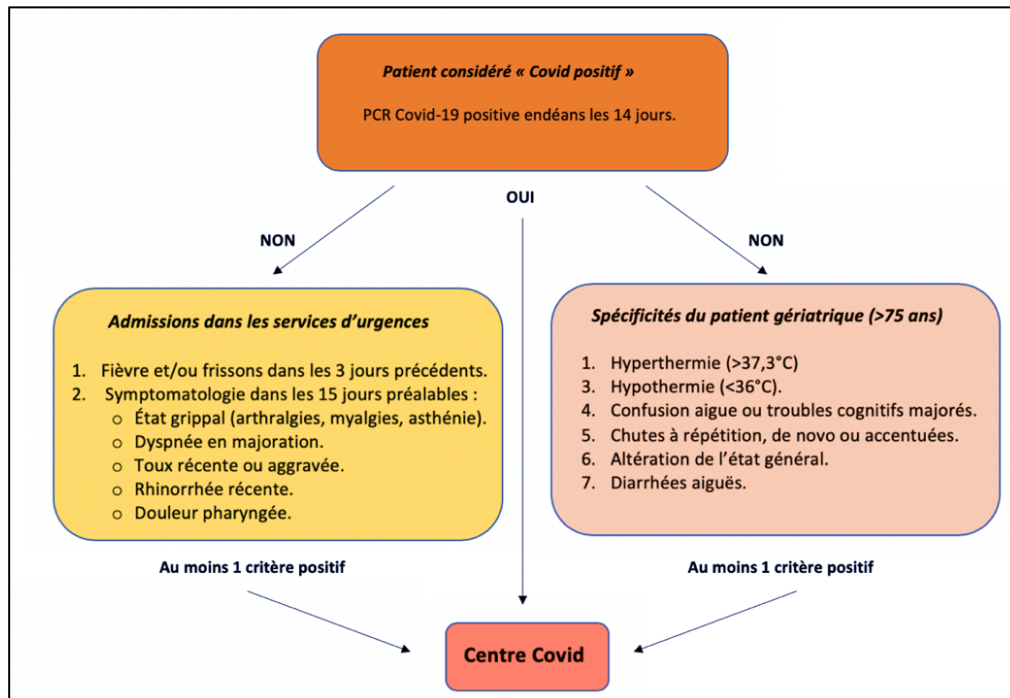 Patient considéré « Covid positif »
PCR Covid-19 positive endéans les 14 jours.
OUI
NON
NON
Admissions dans les services d’urgences
1. Fièvre et/ou frissons dans les 3 jours précédents.
2. Symptomatologie dans les 15 jours préalables :
o État grippal (arthralgies, myalgies, asthénie).
o Dyspnée en majoration.
o Toux récente ou aggravée.
o Rhinorrhée récente.
o Douleur pharyngée.
Spécificités du patient gériatrique (>75 ans)
1. Hyperthermie (>37,3°C)
3. Hypothermie (<36°C).
4. Confusion aigue ou troubles cognitifs majorés.
5. Chutes à répétition, de novo ou accentuées.
6. Altération de l’état général.
7. Diarrhées aiguës.
Au moins 1 critère positif
Au moins 1 critère positif
Centre Covid